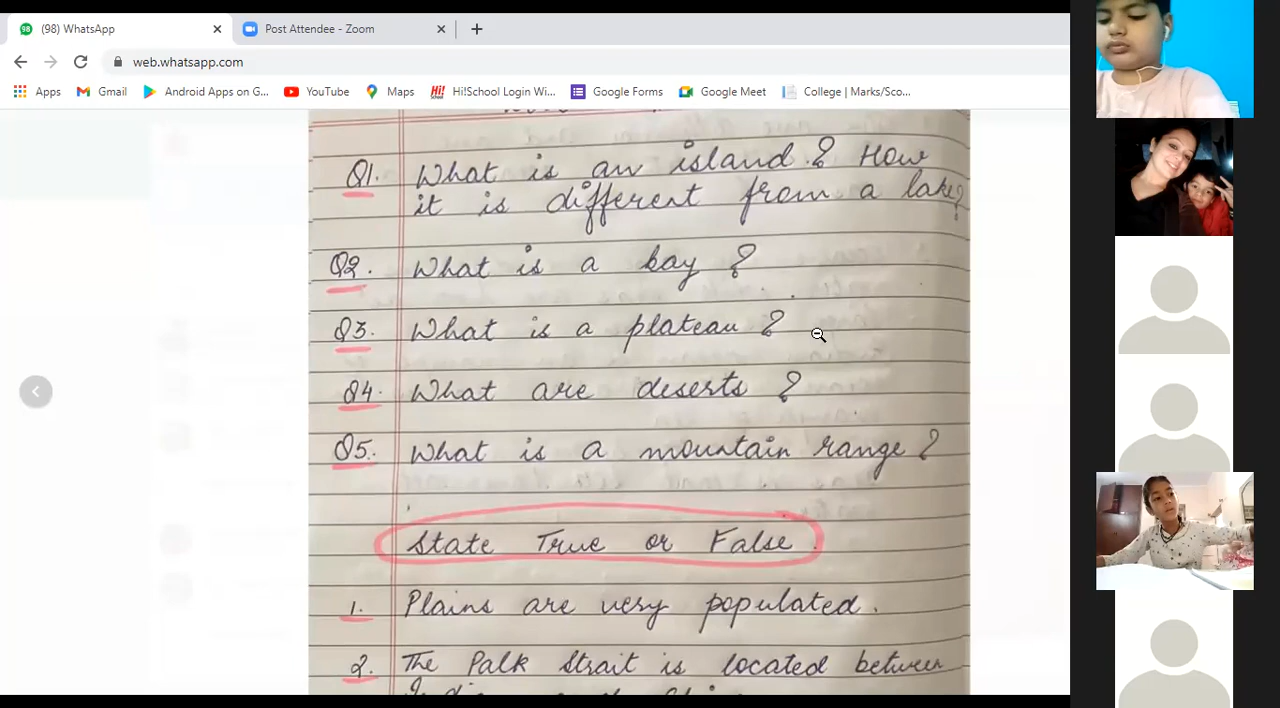 (98) WhatsApp
Post Attendee - Zoom
web.whatsapp.com
Apps
Gmail
Android Apps on G...
YouTube
Maps
Hi!School Login Wi...
Google Forms
Google Meet
College | Marks/Sco...
Q1. What is an island ? How
it is different from a lake?
Q2. What is a bay ?
Q3. What is a plateau ?
Q4. What are deserts ?
Q5. What is a mountain range ?
State True or False.
1. Plains are very populated.
2. The Palk Strait is located between